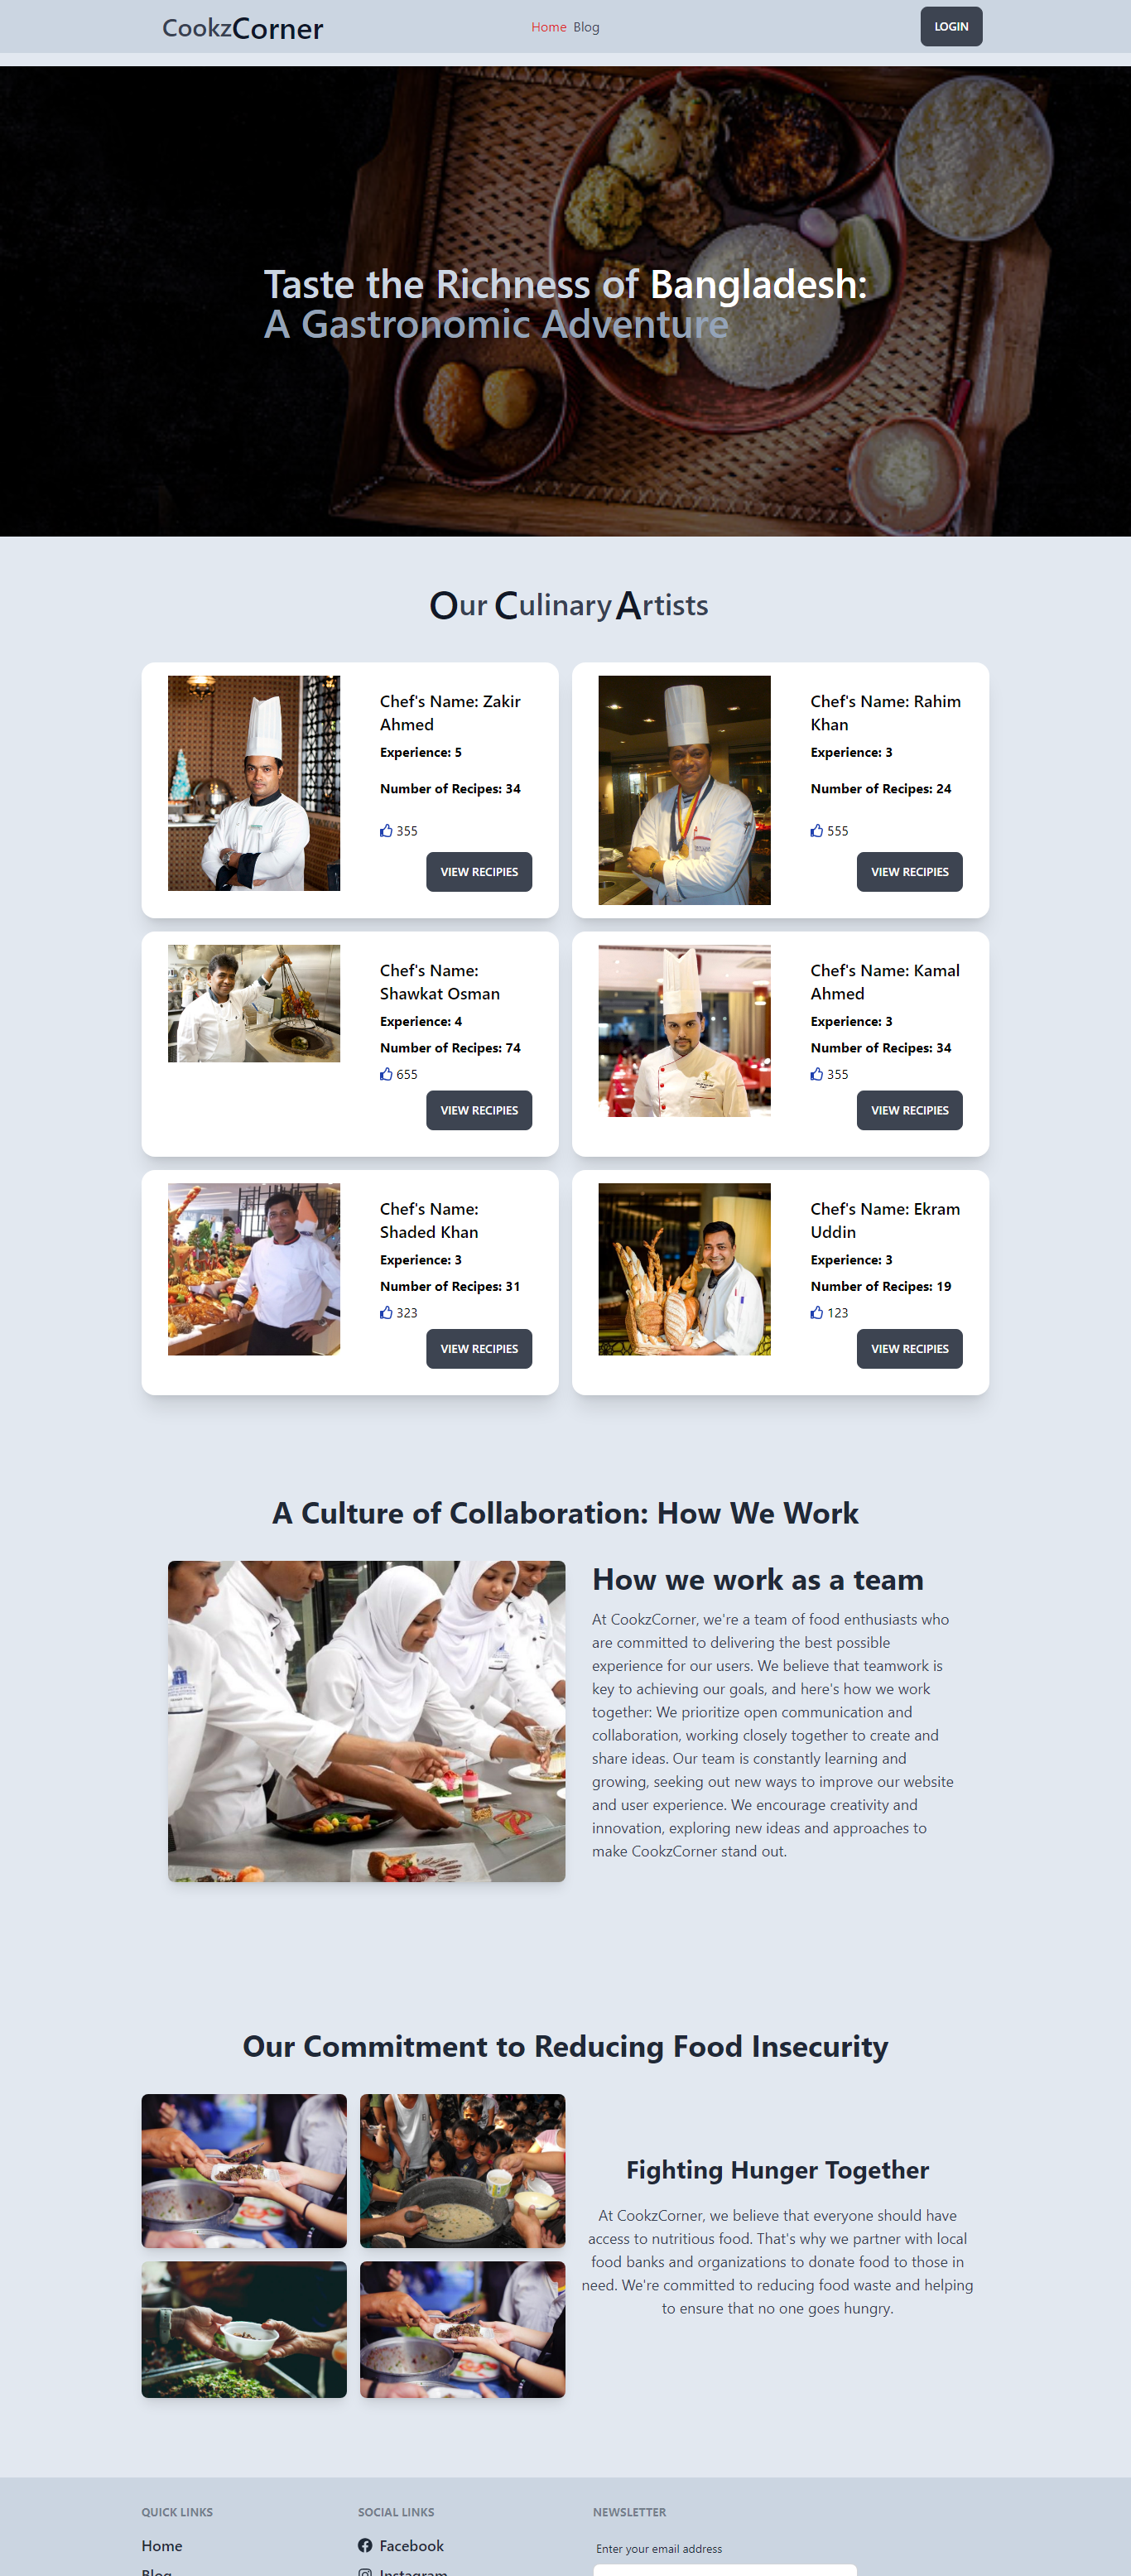 CookzCorner
Home Blog
LOGIN
Taste the Richness of Bangladesh:
A Gastronomic Adventure
Our Culinary Artists
Chef's Name: Zakir
Ahmed
Experience: 5
Number of Recipes: 34
355
VIEW RECIPIES
Chef's Name: Rahim
Khan
Experience: 3
Number of Recipes: 24
555
VIEW RECIPIES
Chef's Name:
Shawkat Osman
Experience: 4
Number of Recipes: 74
655
VIEW RECIPIES
Chef's Name: Kamal
Ahmed
Experience: 3
Number of Recipes: 34
355
VIEW RECIPIES
Chef's Name:
Shaded Khan
Experience: 3
Number of Recipes: 31
323
VIEW RECIPIES
Chef's Name: Ekram
Uddin
Experience: 3
Number of Recipes: 19
123
VIEW RECIPIES
A Culture of Collaboration: How We Work
How we work as a team
At CookzCorner, we're a team of food enthusiasts who
are committed to delivering the best possible
experience for our users. We believe that teamwork is
key to achieving our goals, and here's how we work
together: We prioritize open communication and
collaboration, working closely together to create and
share ideas. Our team is constantly learning and
growing, seeking out new ways to improve our website
and user experience. We encourage creativity and
innovation, exploring new ideas and approaches to
make CookzCorner stand out.
Our Commitment to Reducing Food Insecurity
Fighting Hunger Together
At CookzCorner, we believe that everyone should have
access to nutritious food. That's why we partner with local
food banks and organizations to donate food to those in
need. We're committed to reducing food waste and helping
to ensure that no one goes hungry.
QUICK LINKS
Home
Blog
SOCIAL LINKS
Facebook
Instagram
NEWSLETTER
Enter your email address